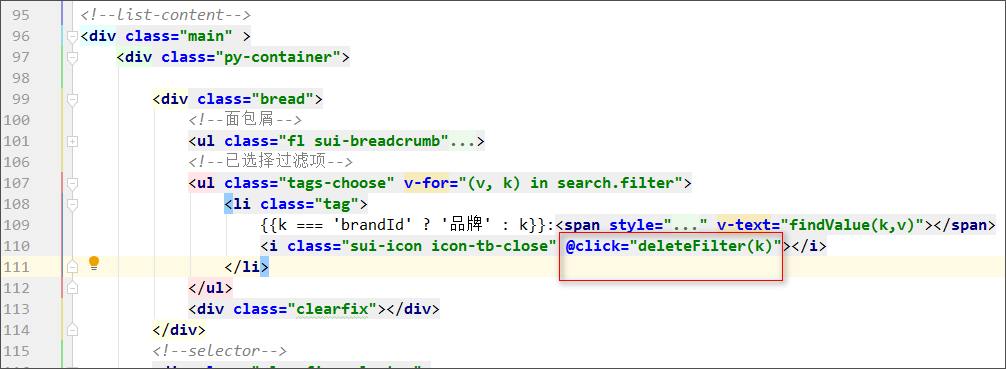 95 <!--list-content-->
96 <div class="main" >
97 <div class="py-container">
98
99 <div class="bread">
100 <!--面包屑-->
101 <ul class="fl sui-breadcrumb"...>
106 <!--已选择过滤项-->
107 <ul class="tags-choose" v-for="(v, k) in search.filter">
108 <li class="tag">
109 {{k === 'brandId' ? '品牌' : k}}:<span style="..." v-text="findValue(k,v)"></span>
110 <i class="sui-icon icon-tb-close" @click="deleteFilter(k)"></i>
111 </li>
112 </ul>
113 <div class="clearfix"></div>
114 </div>
115 <!--selector-->